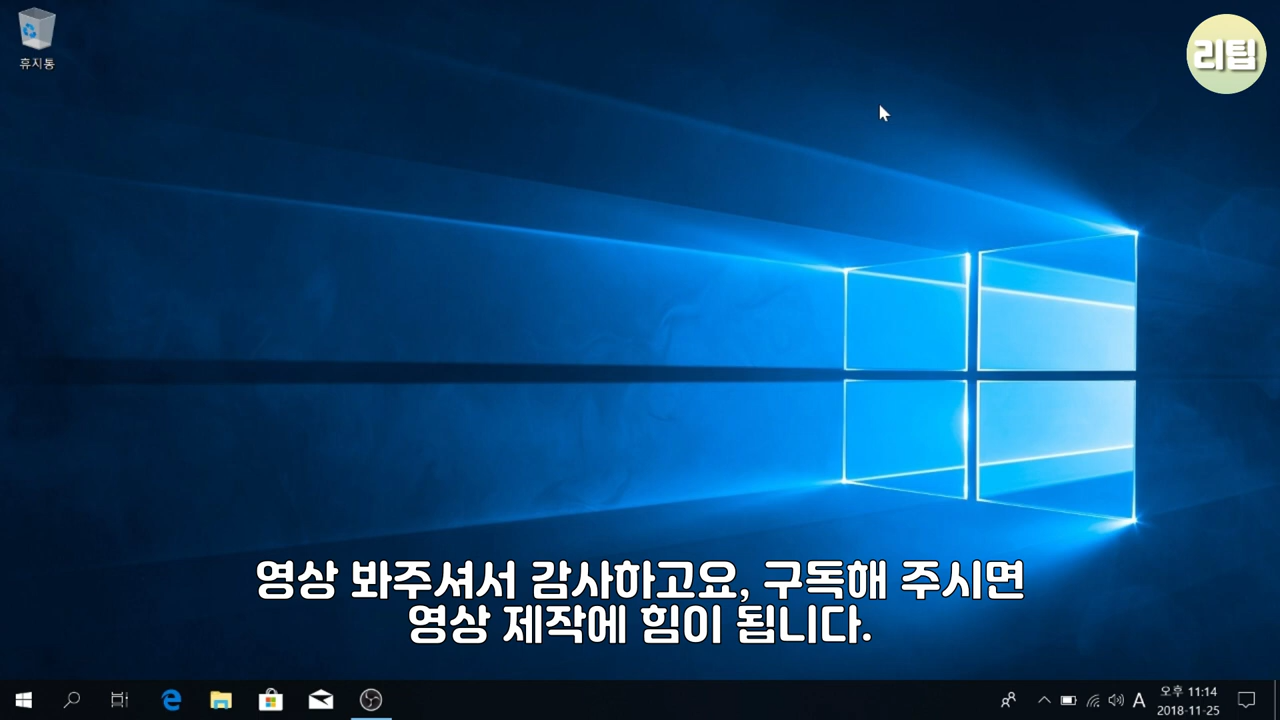 휴지통
리팁
영상 봐주셔서 감사하고요, 구독해 주시면
영상 제작에 힘이 됩니다.
A
오후 11:14
2018-11-25